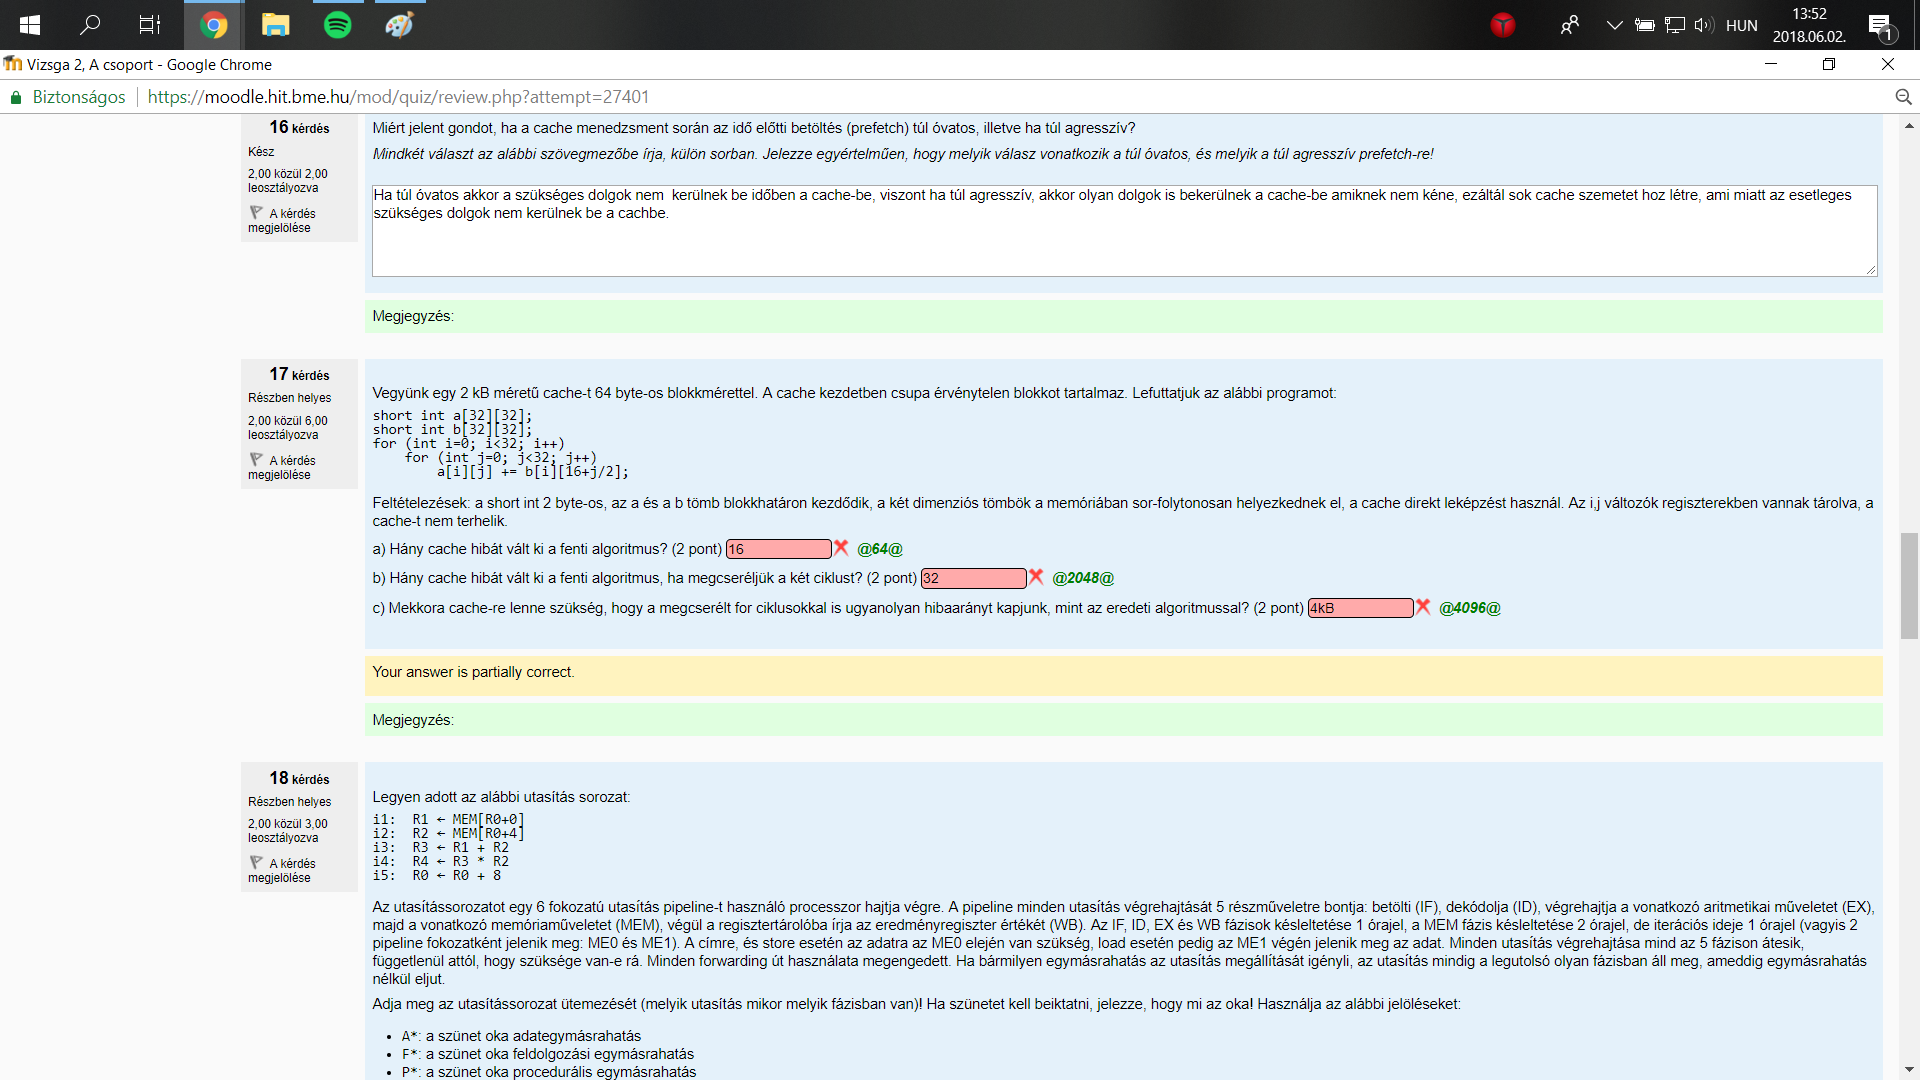 HUN
13:52
2018.06.02.
1
Vizsga 2, A csoport - Google Chrome
Biztonságos
https://moodle.hit.bme.hu/mod/quiz/review.php?attempt=27401
16 kérdés
Kész
2,00 közül 2,00
leosztályozva
A kérdés
megjelölése
Miért jelent gondot, ha a cache menedzsment során az idő előtti betöltés (prefetch) túl óvatos, illetve ha túl agresszív?
Mindkét választ az alábbi szövegmezőbe írja, külön sorban. Jelezze egyértelműen, hogy melyik válasz vonatkozik a túl óvatos, és melyik a túl agresszív prefetch-re!
Ha túl óvatos akkor a szükséges dolgok nem  kerülnek be időben a cache-be, viszont ha túl agresszív, akkor olyan dolgok is bekerülnek a cache-be amiknek nem kéne, ezáltál sok cache szemetet hoz létre, ami miatt az esetleges
szükséges dolgok nem kerülnek be a cachbe.
Megjegyzés:
17 kérdés
Részben helyes
2,00 közül 6,00
leosztályozva
A kérdés
megjelölése
Vegyünk egy 2 kB méretű cache-t 64 byte-os blokkmérettel. A cache kezdetben csupa érvénytelen blokkot tartalmaz. Lefuttatjuk az alábbi programot:
short int a[32][32];
short int b[32][32];
for (int i=0; i<32; i++)
    for (int j=0; j<32; j++)
        a[i][j] += b[i][16+j/2];
Feltételezések: a short int 2 byte-os, az a és a b tömb blokkhatáron kezdődik, a két dimenziós tömbök a memóriában sor-folytonosan helyezkednek el, a cache direkt leképzést használ. Az i,j változók regiszterekben vannak tárolva, a
cache-t nem terhelik.
a) Hány cache hibát vált ki a fenti algoritmus? (2 pont) 16 @64@
b) Hány cache hibát vált ki a fenti algoritmus, ha megcseréljük a két ciklust? (2 pont) 32 @2048@
c) Mekkora cache-re lenne szükség, hogy a megcserélt for ciklusokkal is ugyanolyan hibaarányt kapjunk, mint az eredeti algoritmussal? (2 pont) 4kB @4096@
Your answer is partially correct.
Megjegyzés:
18 kérdés
Részben helyes
2,00 közül 3,00
leosztályozva
A kérdés
megjelölése
Legyen adott az alábbi utasítás sorozat:
i1:  R1 ← MEM[R0+0]
i2:  R2 ← MEM[R0+4]
i3:  R3 ← R1 + R2
i4:  R4 ← R3 * R2
i5:  R0 ← R0 + 8
Az utasítássorozatot egy 6 fokozatú utasítás pipeline-t használó processzor hajtja végre. A pipeline minden utasítás végrehajtását 5 részműveletre bontja: betölti (IF), dekódolja (ID), végrehajtja a vonatkozó aritmetikai műveletet (EX),
majd a vonatkozó memóriaműveletet (MEM), végül a regisztertárolóba írja az eredményregiszter értékét (WB). Az IF, ID, EX és WB fázisok késleltetése 1 órajel, a MEM fázis késleltetése 2 órajel, de iterációs ideje 1 órajel (vagyis 2
pipeline fokozatként jelenik meg: ME0 és ME1). A címre, és store esetén az adatra az ME0 elején van szükség, load esetén pedig az ME1 végén jelenik meg az adat. Minden utasítás végrehajtása mind az 5 fázison átesik,
függetlenül attól, hogy szüksége van-e rá. Minden forwarding út használata megengedett. Ha bármilyen egymásrahatás az utasítás megállítását igényli, az utasítás mindig a legutolsó olyan fázisban áll meg, ameddig egymásrahatás
nélkül eljut.
Adja meg az utasítássorozat ütemezését (melyik utasítás mikor melyik fázisban van)! Ha szünetet kell beiktatni, jelezze, hogy mi az oka! Használja az alábbi jelöléseket:
• A*: a szünet oka adategymásrahatás
• F*: a szünet oka feldolgozási egymásrahatás
• P*: a szünet oka procedurális egymásrahatás